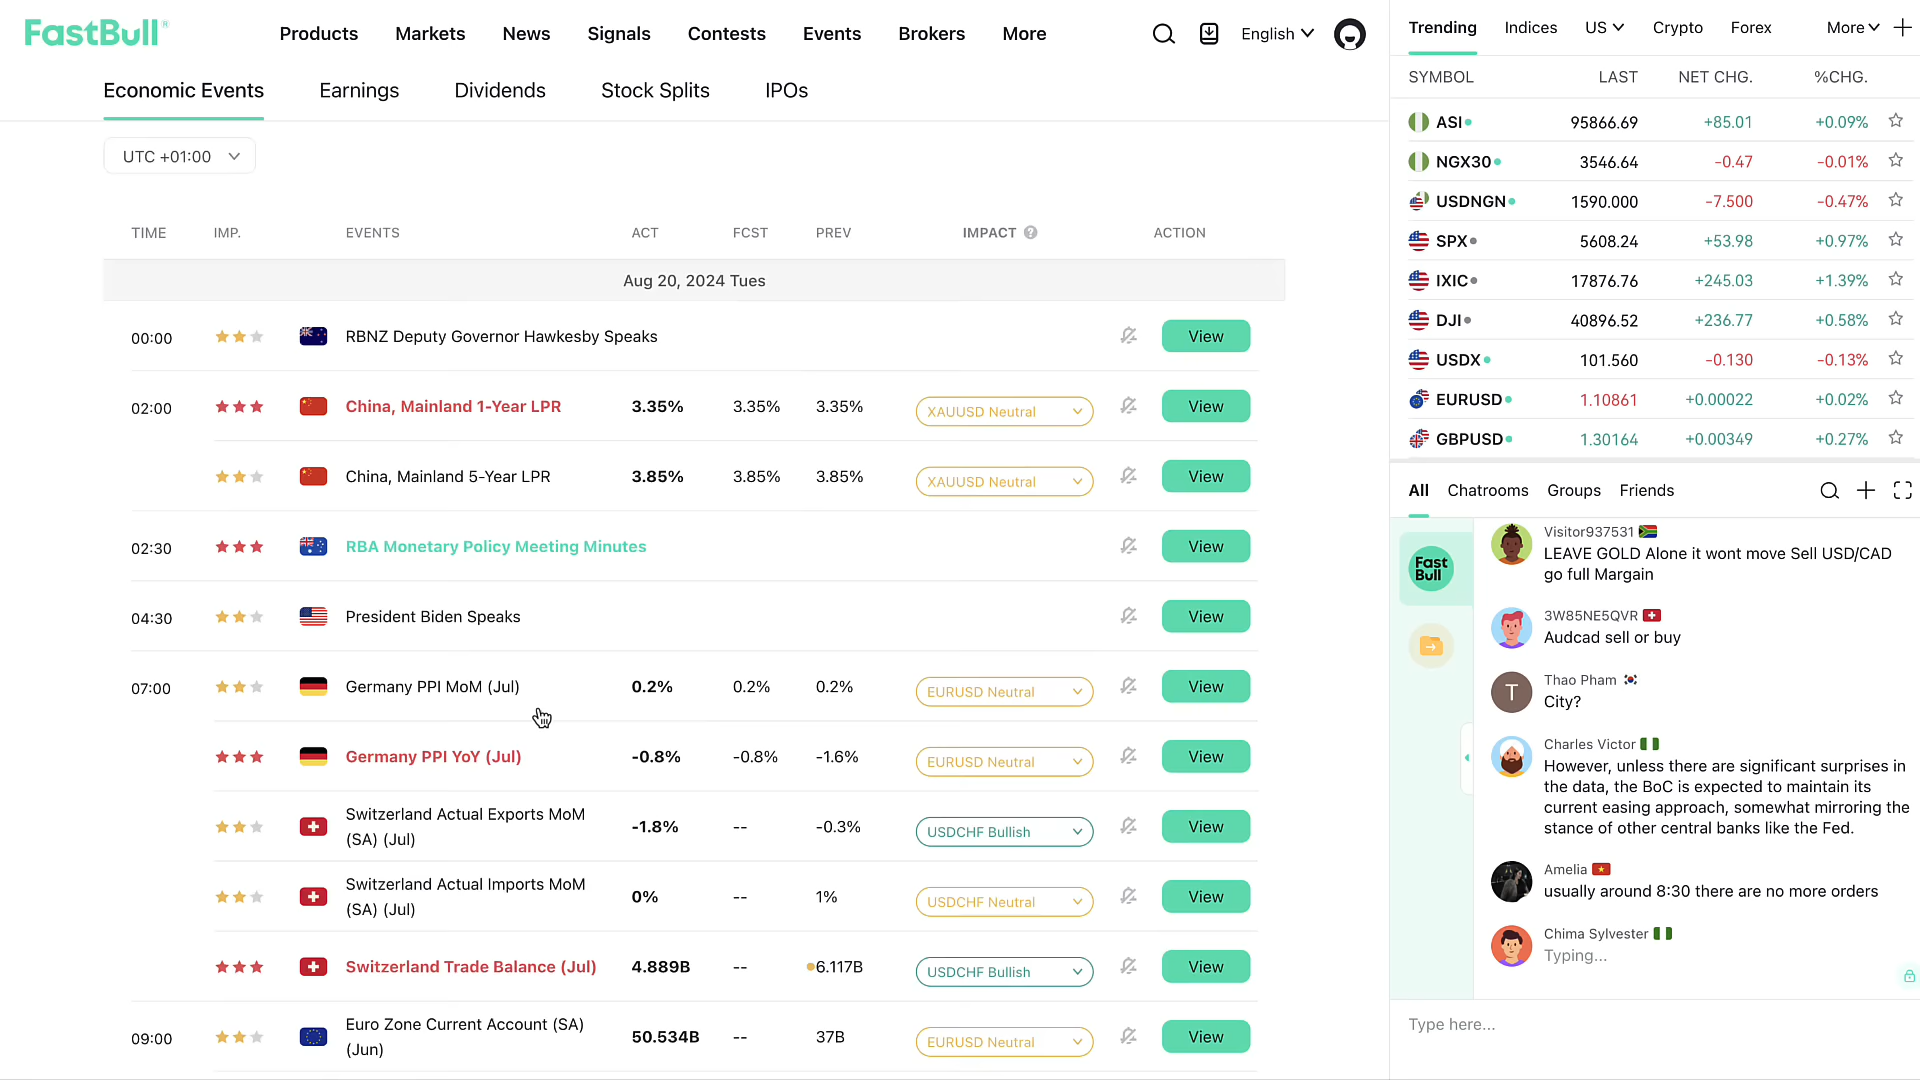 FastBull®
Products Markets News Signals Contests Events Brokers More
English
Economic Events Earnings Dividends Stock Splits IPOs
UTC +01:00
TIME IMP. EVENTS ACT FCST PREV IMPACT ? ACTION
Aug 20, 2024 Tues
00:00 RBNZ Deputy Governor Hawkesby Speaks View
02:00 China, Mainland 1-Year LPR 3.35% 3.35% 3.35% XAUUSD Neutral View
China, Mainland 5-Year LPR 3.85% 3.85% 3.85% XAUUSD Neutral View
02:30 RBA Monetary Policy Meeting Minutes View
04:30 President Biden Speaks View
07:00 Germany PPI MoM (Jul) 0.2% 0.2% 0.2% EURUSD Neutral View
Germany PPI YoY (Jul) -0.8% -0.8% -1.6% EURUSD Neutral View
Switzerland Actual Exports MoM
(SA) (Jul) -1.8% -- -0.3% USDCHF Bullish View
Switzerland Actual Imports MoM
(SA) (Jul) 0% -- 1% USDCHF Neutral View
Switzerland Trade Balance (Jul) 4.889B -- 6.117B USDCHF Bullish View
09:00 Euro Zone Current Account (SA)
(Jun) 50.534B -- 37B EURUSD Neutral View
Trending Indices US Crypto Forex More
SYMBOL LAST NET CHG. %CHG.
ASI 95866.69 +85.01 +0.09%
NGX30 3546.64 -0.47 -0.01%
USDNGN 1590.000 -7.500 -0.47%
SPX 5608.24 +53.98 +0.97%
IXIC 17876.76 +245.03 +1.39%
DJI 40896.52 +236.77 +0.58%
USDX 101.560 -0.130 -0.13%
EURUSD 1.10861 +0.00022 +0.02%
GBPUSD 1.30164 +0.00349 +0.27%
All Chatrooms Groups Friends
Fast
Bull
Visitor937531
LEAVE GOLD Alone it wont move Sell USD/CAD
go full Margain
3W85NE5QVR
Audcad sell or buy
T
Thao Pham
City?
Charles Victor
However, unless there are significant surprises in
the data, the BoC is expected to maintain its
current easing approach, somewhat mirroring the
stance of other central banks like the Fed.
Amelia
usually around 8:30 there are no more orders
Chima Sylvester
Typing...
Type here...